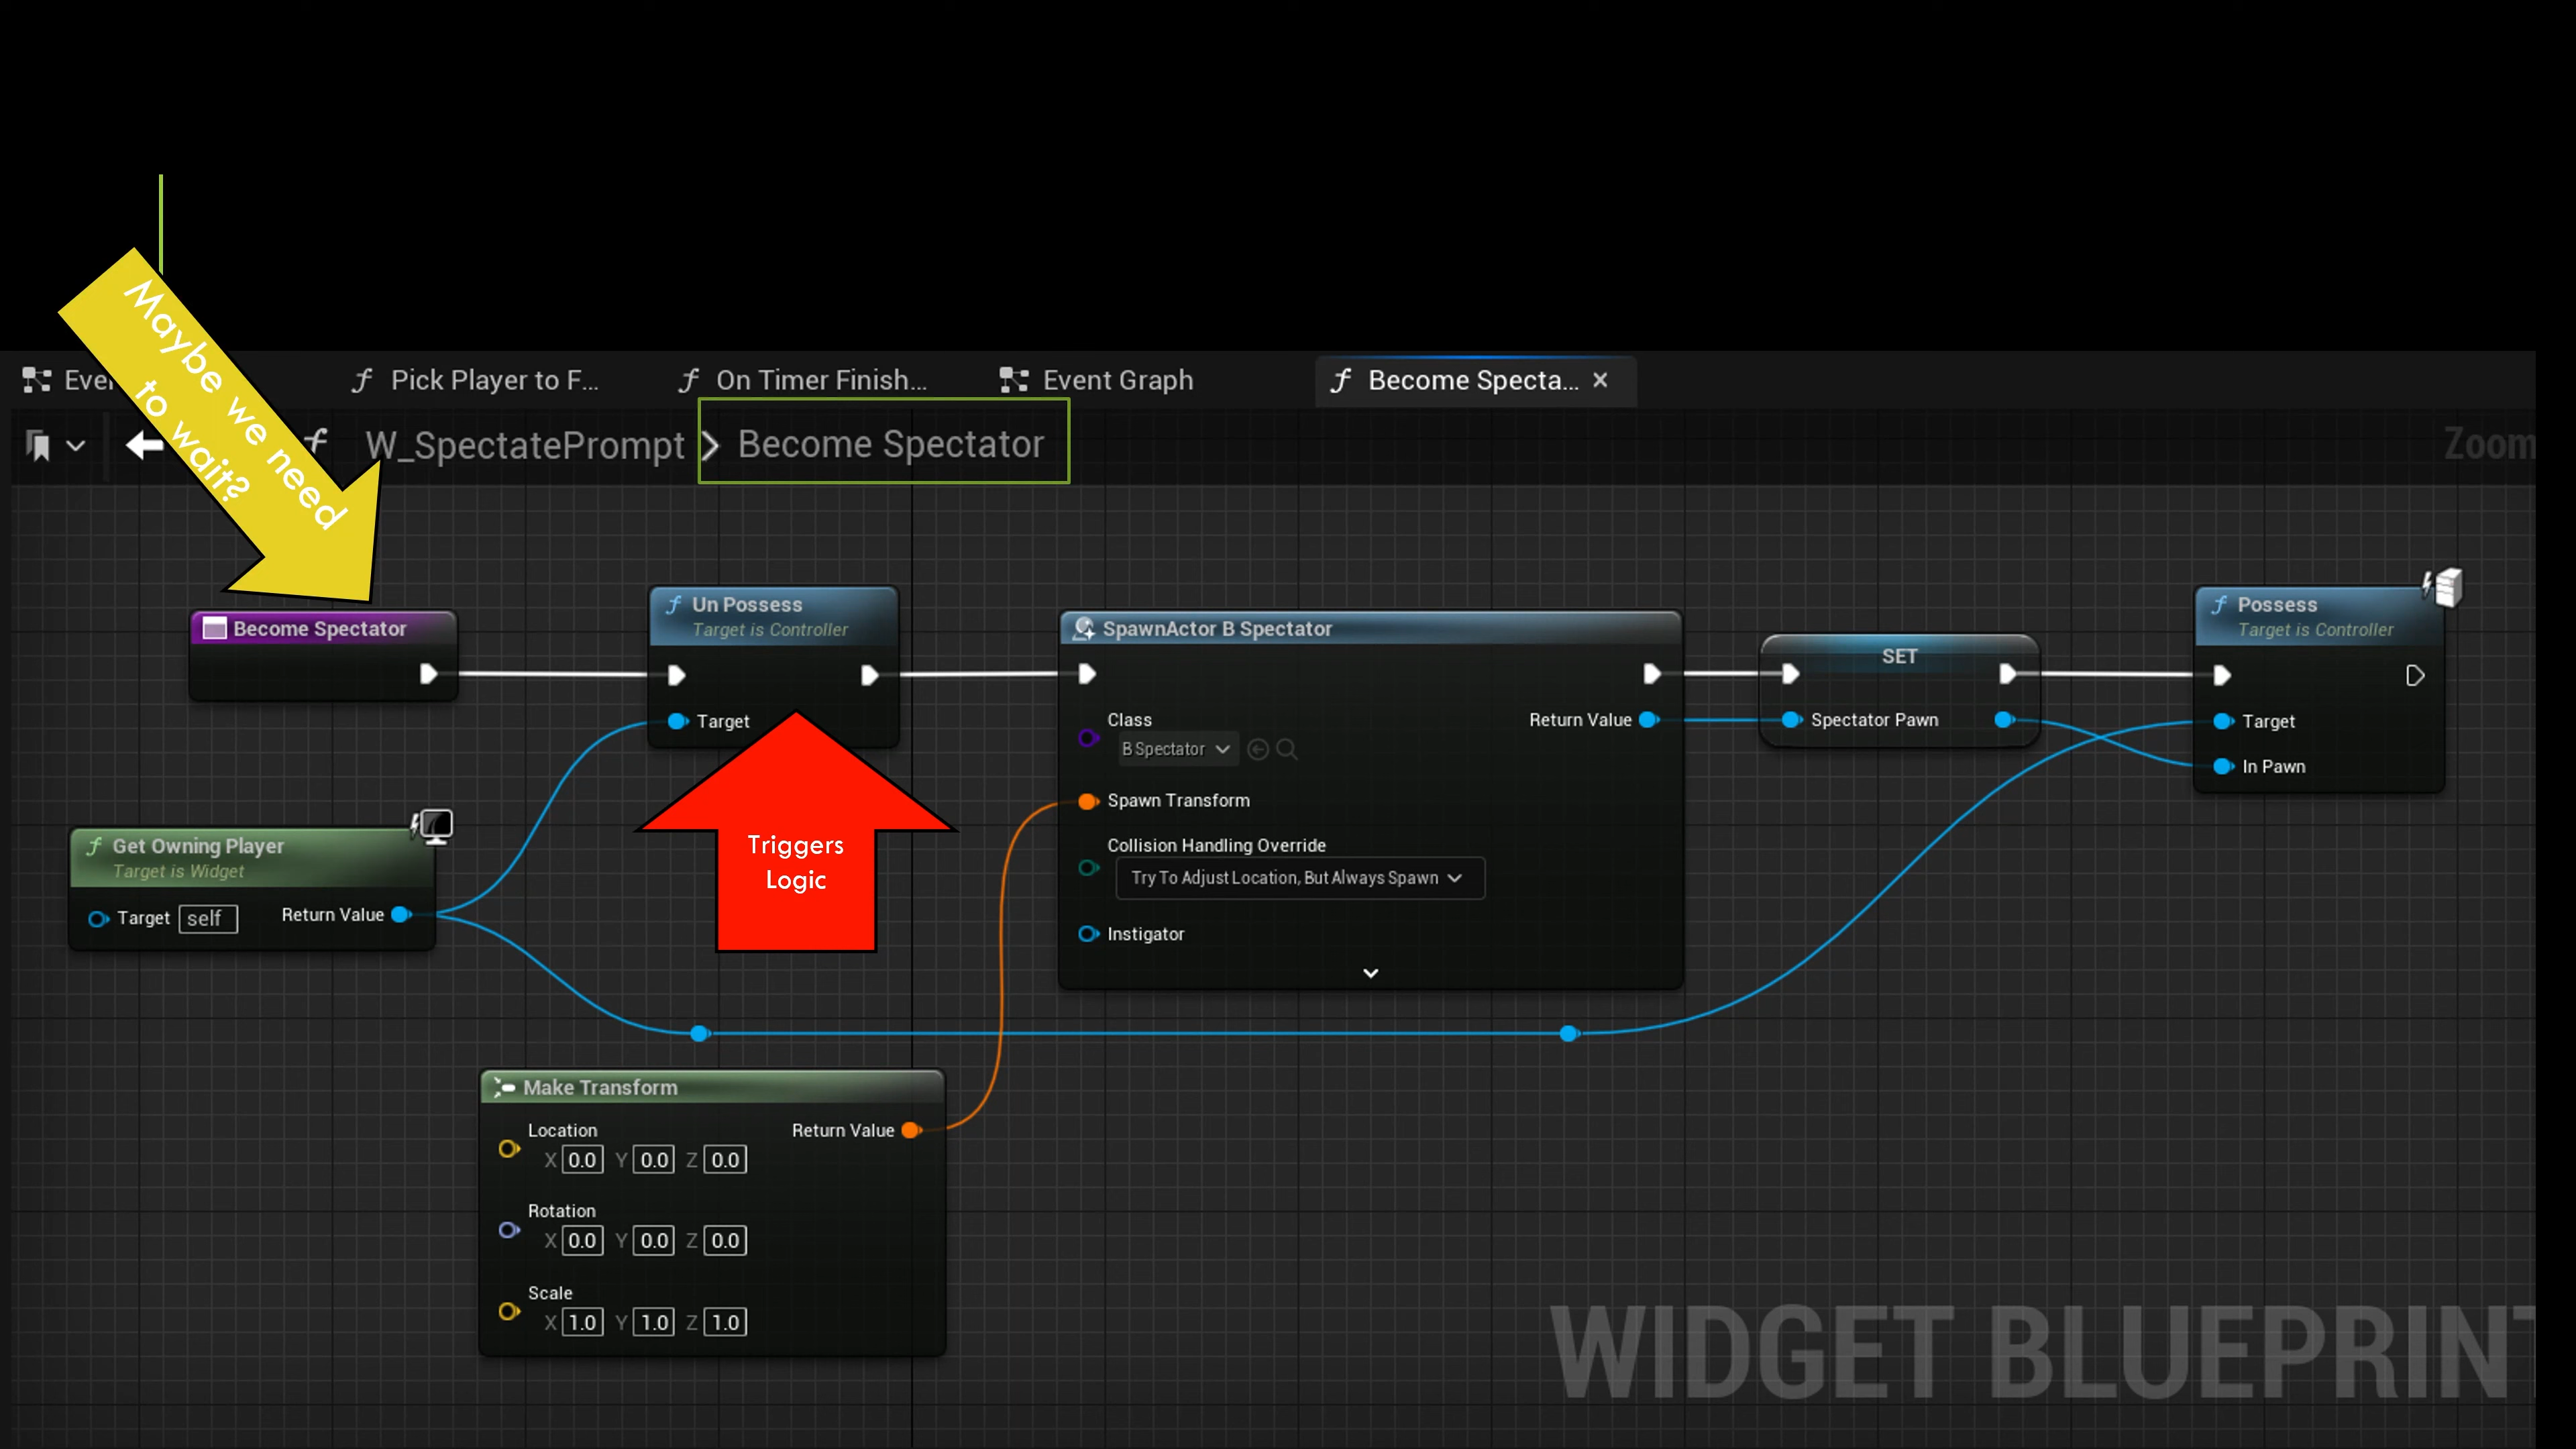 Maybe we need
to wait?
Pick Player to F...
On Timer Finish...
Event Graph
Become Specta...
W_SpectatePrompt
Become Spectator
Zoom
Become Spectator
Un Possess
Target is Controller
Target
SpawnActor B Spectator
Class
B Spectator
Return Value
Spawn Transform
Collision Handling Override
Try To Adjust Location, But Always Spawn
Instigator
SET
Spectator Pawn
Possess
Target is Controller
Target
In Pawn
Triggers
Logic
Get Owning Player
Target is Widget
Target self
Return Value
Make Transform
Location
X 0.0 Y 0.0 Z 0.0
Return Value
Rotation
X 0.0 Y 0.0 Z 0.0
Scale
X 1.0 Y 1.0 Z 1.0
WIDGET BLUEPRINT